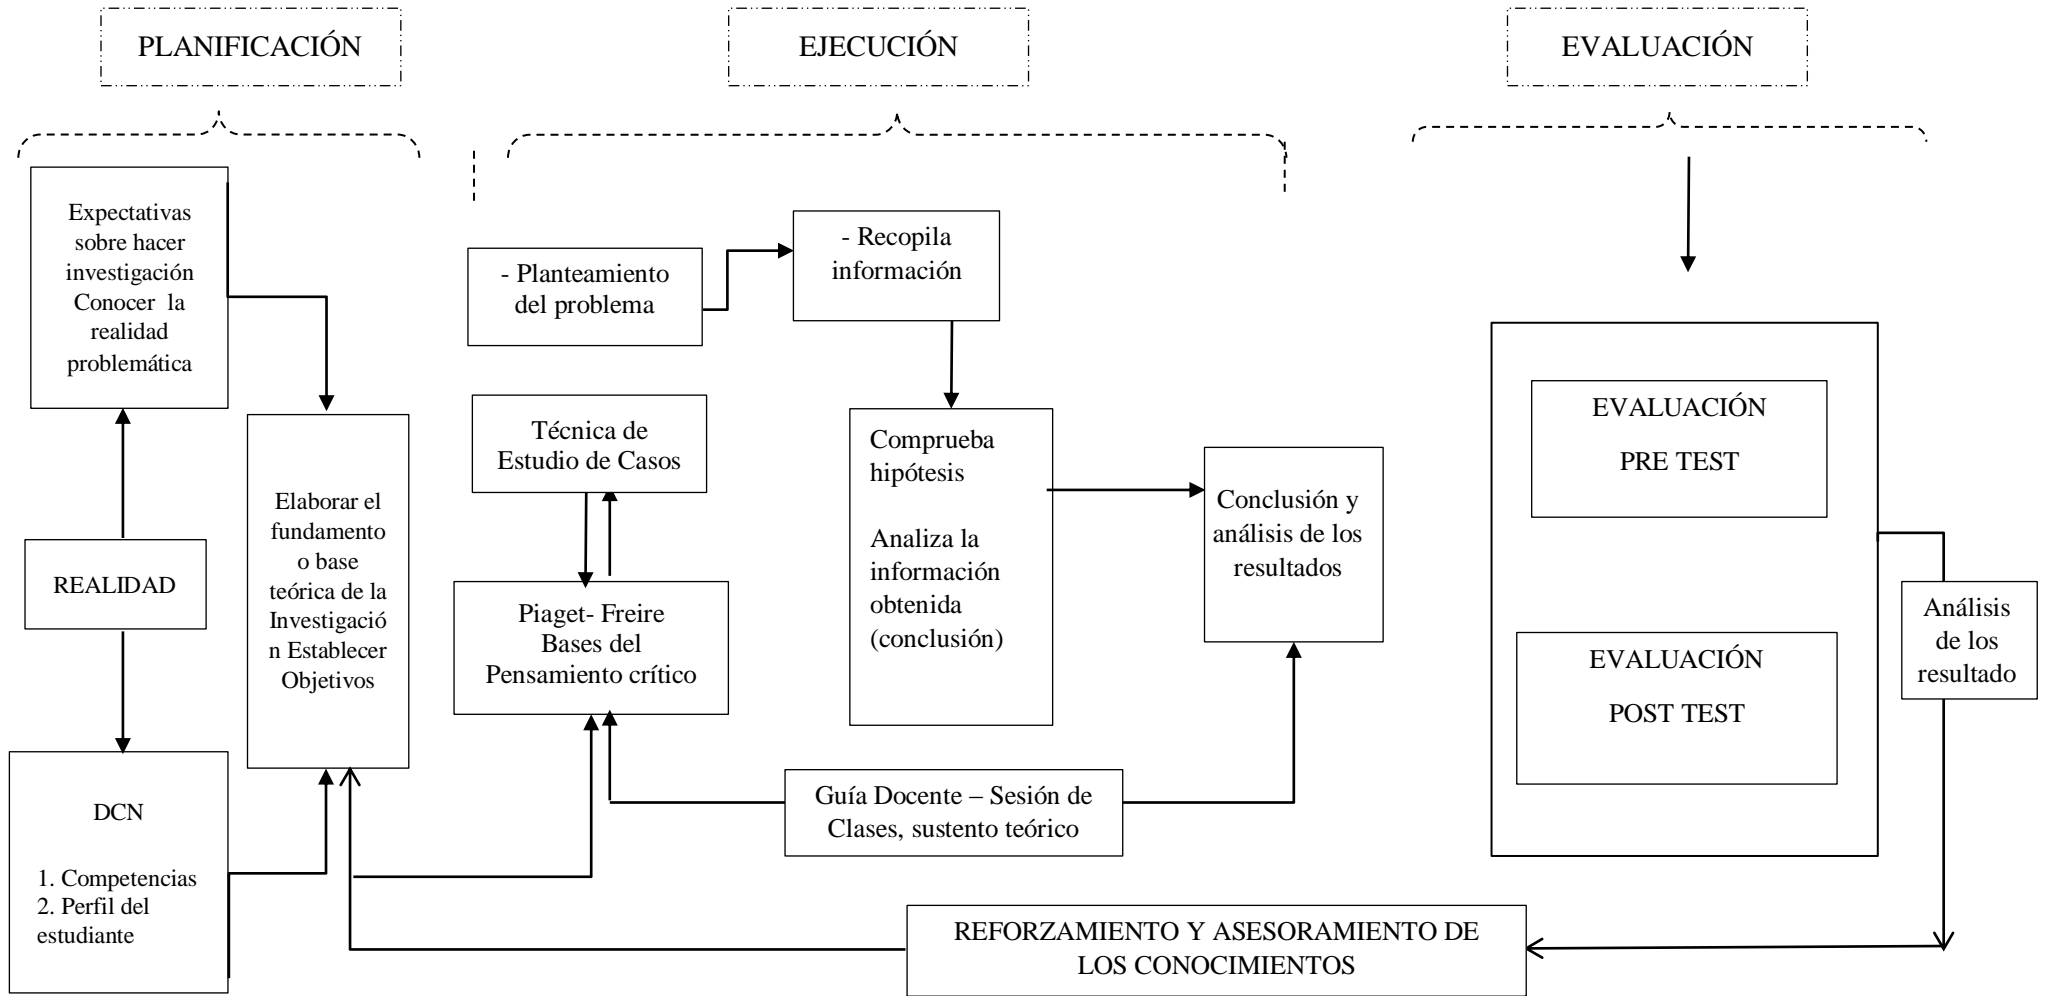 PLANIFICACIÓN
EJECUCIÓN
EVALUACIÓN
Expectativas
sobre hacer
investigación
Conocer la
realidad
problemática
REALIDAD
DCN
1. Competencias
2. Perfil del
estudiante
Elaborar el
fundamento
o base
teórica de la
Investigació
n Establecer
Objetivos
- Planteamiento
del problema
- Recopila
información
Técnica de
Estudio de Casos
Piaget- Freire
Bases del
Pensamiento crítico
Comprueba
hipótesis
Analiza la
información
obtenida
(conclusión)
Conclusión y
análisis de los
resultados
Guía Docente – Sesión de
Clases, sustento teórico
EVALUACIÓN
PRE TEST
EVALUACIÓN
POST TEST
Análisis
de los
resultado
REFORZAMIENTO Y ASESORAMIENTO DE
LOS CONOCIMIENTOS